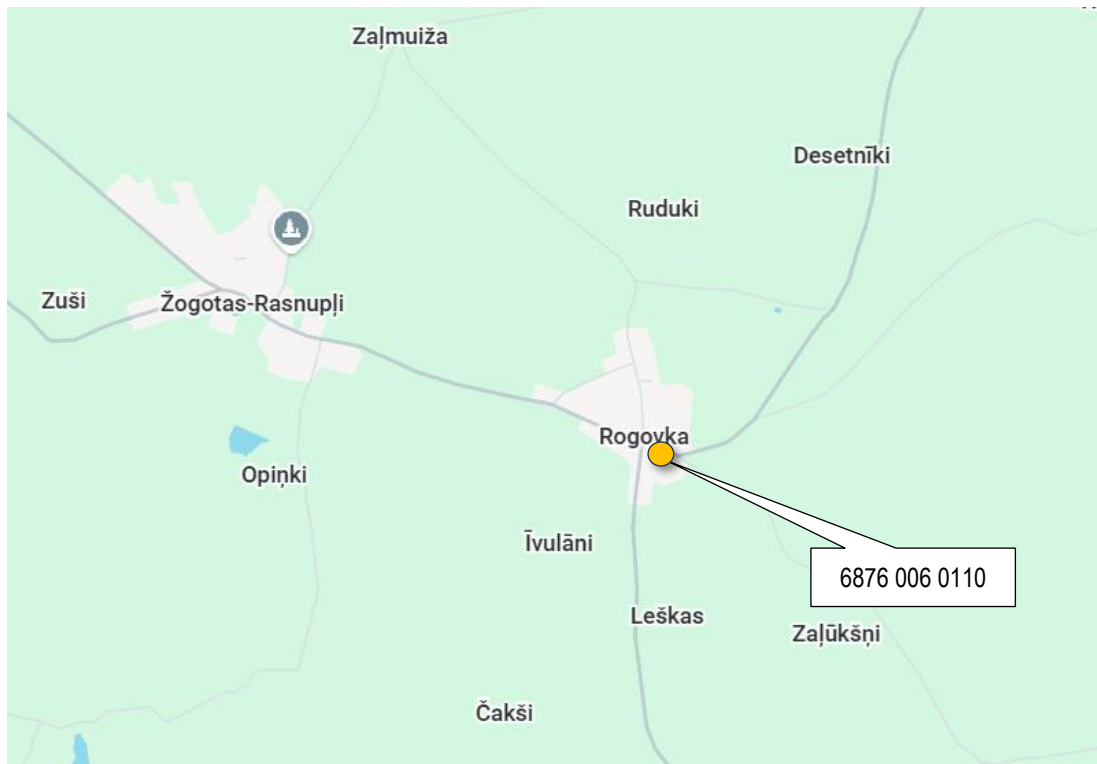 Zaļmuiža
Desetnīki
Ruduki
Zuši
Žogotas-Rasnupļi
Rogovka
Opiņki
Īvulāni
6876 006 0110
Leškas
Zaļūkšņi
Čakši